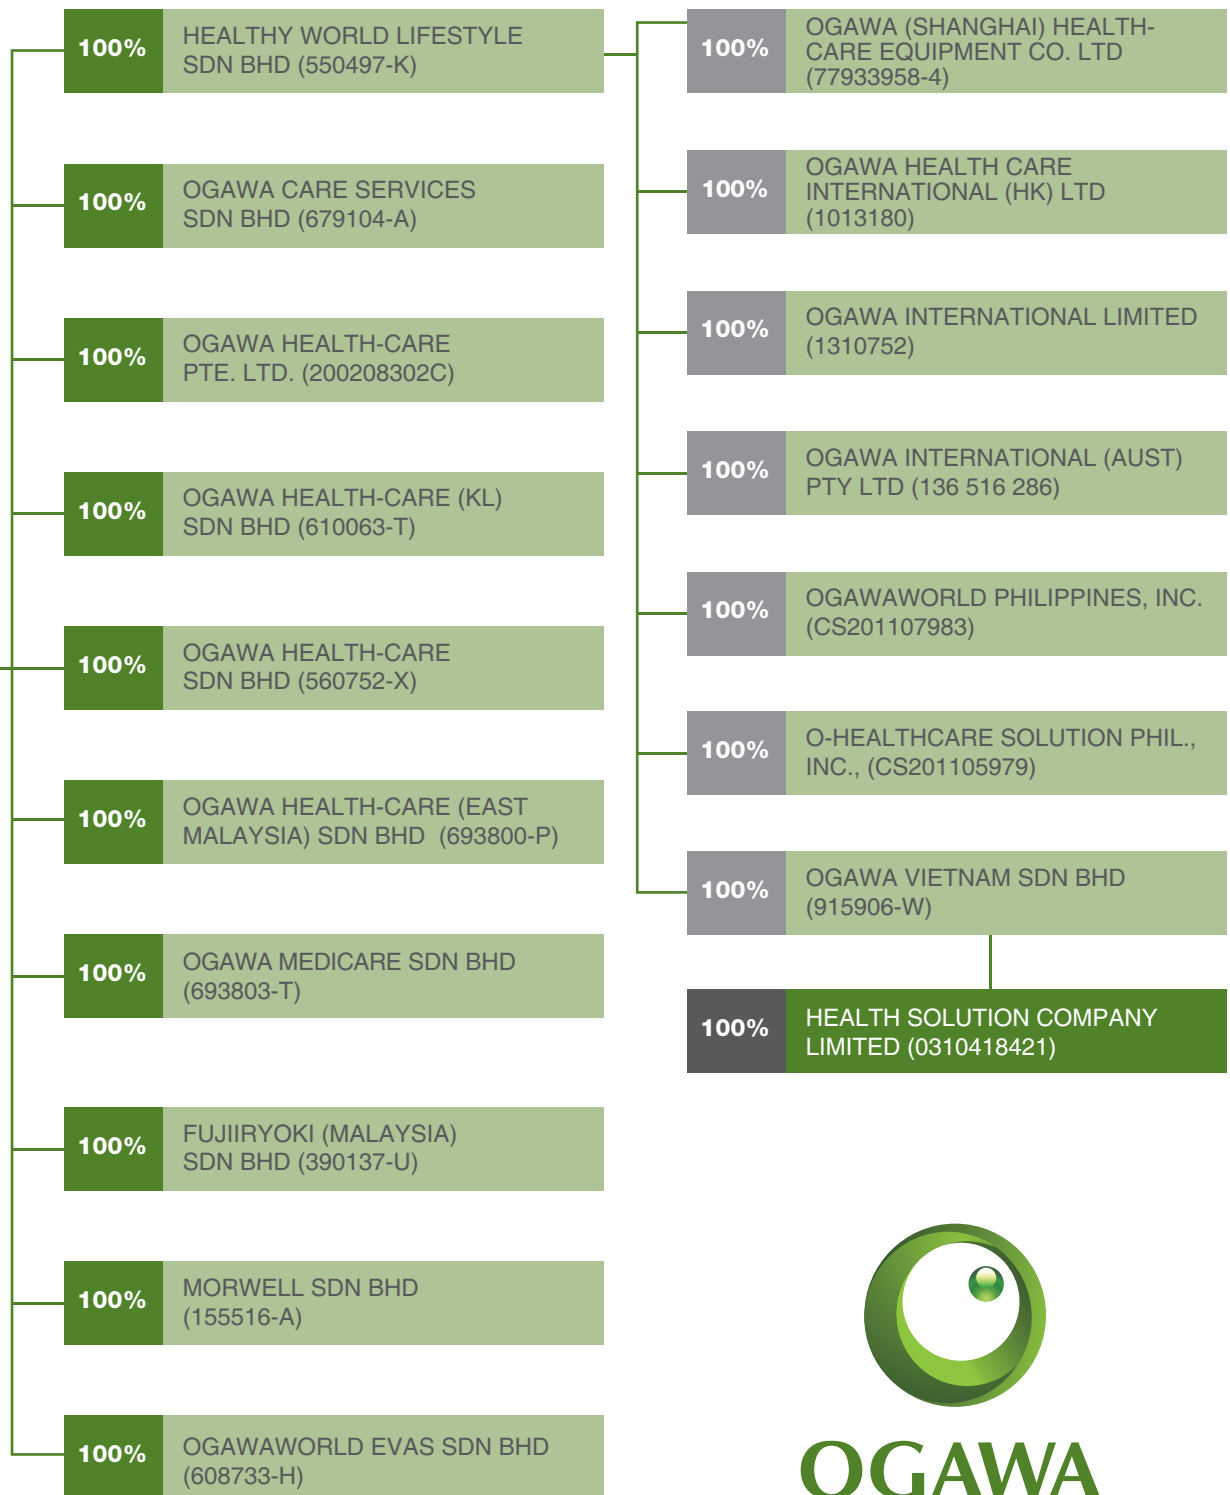 100%
HEALTHY WORLD LIFESTYLE
SDN BHD (550497-K)
100%
OGAWA CARE SERVICES
SDN BHD (679104-A)
100%
OGAWA HEALTH-CARE
PTE. LTD. (200208302C)
100%
OGAWA HEALTH-CARE (KL)
SDN BHD (610063-T)
100%
OGAWA HEALTH-CARE
SDN BHD (560752-X)
100%
OGAWA HEALTH-CARE (EAST
MALAYSIA) SDN BHD (693800-P)
100%
OGAWA MEDICARE SDN BHD
(693803-T)
100%
FUJIIRYOKI (MALAYSIA)
SDN BHD (390137-U)
100%
MORWELL SDN BHD
(155516-A)
100%
OGAWAWORLD EVAS SDN BHD
(608733-H)
100%
OGAWA (SHANGHAI) HEALTH-
CARE EQUIPMENT CO. LTD
(77933958-4)
100%
OGAWA HEALTH CARE
INTERNATIONAL (HK) LTD
(1013180)
100%
OGAWA INTERNATIONAL LIMITED
(1310752)
100%
OGAWA INTERNATIONAL (AUST)
PTY LTD (136 516 286)
100%
OGAWAWORLD PHILIPPINES, INC.
(CS201107983)
100%
O-HEALTHCARE SOLUTION PHIL.,
INC., (CS201105979)
100%
OGAWA VIETNAM SDN BHD
(915906-W)
100%
HEALTH SOLUTION COMPANY
LIMITED (0310418421)
OGAWA